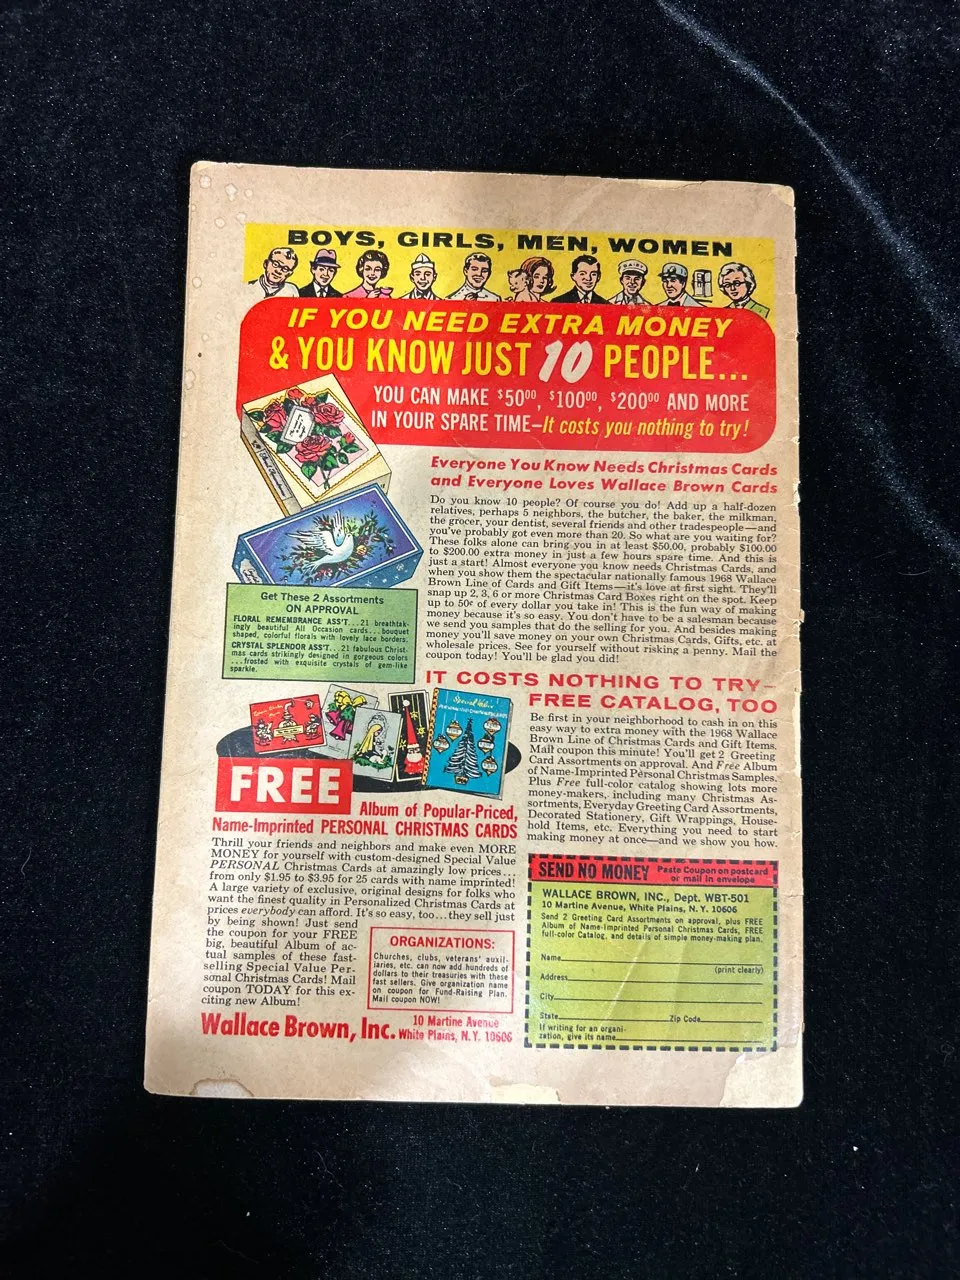 BOYS, GIRLS, MEN, WOMEN
IF YOU NEED EXTRA MONEY
& YOU KNOW JUST 10 PEOPLE...
YOU CAN MAKE $50⁰⁰, $100⁰⁰, $200⁰⁰ AND MORE
IN YOUR SPARE TIME—It costs you nothing to try!
Everyone You Know Needs Christmas Cards
and Everyone Loves Wallace Brown Cards
Do you know 10 people? Of course you do! Add up a half-dozen
relatives, perhaps 5 neighbors, the butcher, the baker, the milkman,
the grocer, your dentist, several friends and other tradespeople—and
you've probably got even more than 20. So what are you waiting for?
These folks alone can bring you in at least $50.00, probably $100.00
to $200.00 extra money in just a few hours spare time. And this is
just a start! Almost everyone you know needs Christmas Cards, and
when you show them the spectacular nationally famous 1968 Wallace
Brown Line of Cards and Gift Items—it's love at first sight. They'll
snap up 2, 3, 6 or more Christmas Card Boxes right on the spot. Keep
up to 50¢ of every dollar you take in! This is the fun way of making
money because it's so easy. You don't have to be a salesman because
we send you samples that do the selling for you. And besides making
money you'll save money on your own Christmas Cards, Gifts, etc. at
wholesale prices. See for yourself without risking a penny. Mail the
coupon today! You'll be glad you did!
Get These 2 Assortments
ON APPROVAL
FLORAL REMEMBRANCE ASS'T...21 breathtak-
ingly beautiful All Occasion cards...bouquet
shaped, colorful florals with lovely lace borders.
CRYSTAL SPLENDOR ASS'T...21 fabulous Christ-
mas cards strikingly designed in gorgeous colors
...frosted with exquisite crystals of gem-like
sparkle.
IT COSTS NOTHING TO TRY—
FREE CATALOG, TOO
Be first in your neighborhood to cash in on this
easy way to extra money with the 1968 Wallace
Brown Line of Christmas Cards and Gift Items.
Mail coupon this minute! You'll get 2 Greeting
Card Assortments on approval. And Free Album
of Name-Imprinted Personal Christmas Samples.
Plus Free full-color catalog showing lots more
money-makers, including many Christmas As-
sortments, Everyday Greeting Card Assortments,
Decorated Stationery, Gift Wrappings, House-
hold Items, etc. Everything you need to start
making money at once—and we show you how.
Special Value
FREE
Album of Popular-Priced,
Name-Imprinted PERSONAL CHRISTMAS CARDS
Thrill your friends and neighbors and make even MORE
MONEY for yourself with custom-designed Special Value
PERSONAL Christmas Cards at amazingly low prices...
from only $1.95 to $3.95 for 25 cards with name imprinted!
A large variety of exclusive, original designs for folks who
want the finest quality in Personalized Christmas Cards at
prices everybody can afford. It's so easy, too...they sell just
by being shown! Just send
the coupon for your FREE
big, beautiful Album of ac-
tual samples of these fast-
selling Special Value Per-
sonal Christmas Cards! Mail
coupon TODAY for this ex-
citing new Album!
ORGANIZATIONS:
Churches, clubs, veterans' auxil-
iaries, etc. can now add hundreds of
dollars to their treasuries with these
fast sellers. Give organization name
on coupon for Fund-Raising Plan.
Mail coupon NOW!
Wallace Brown, Inc. 10 Martine Avenue
White Plains, N.Y. 10606
SEND NO MONEY Paste Coupon on postcard
or mail in envelope
WALLACE BROWN, INC., Dept. WBT-501
10 Martine Avenue, White Plains, N. Y. 10606
Send 2 Greeting Card Assortments on approval, plus FREE
Album of Name-Imprinted Personal Christmas Cards, FREE
full-color Catalog, and details of simple money-making plan.
Name
(print clearly)
Address
City
State Zip Code
If writing for an organi-
zation, give its name